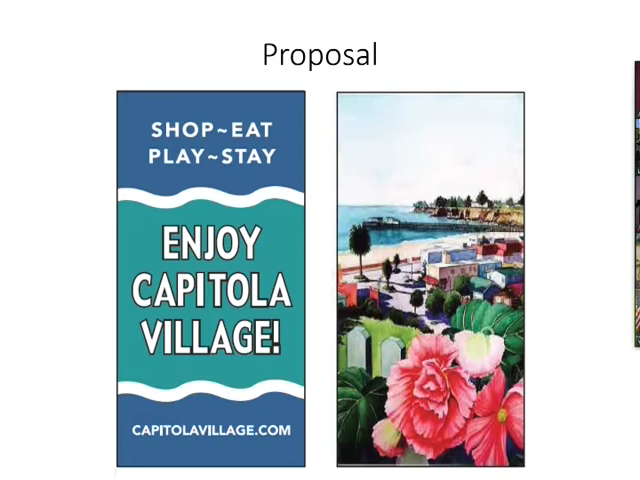 Proposal
SHOP~EAT
PLAY~STAY
ENJOY
CAPITOLA
VILLAGE!
CAPITOLAVILLAGE.COM